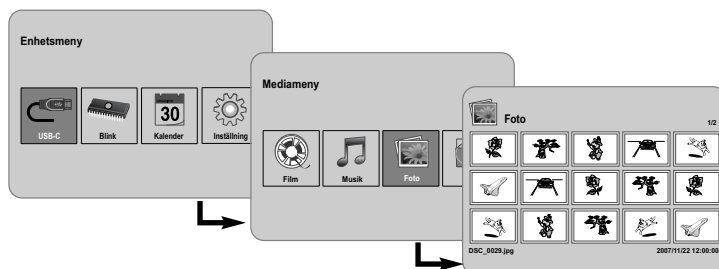 Enhetsmeny
USB-C
Blink
30
Kalender
Inställning
Mediameny
Film
Musik
Foto
Foto
1/2
DSC_0029.jpg
2007/11/22 12:00:00